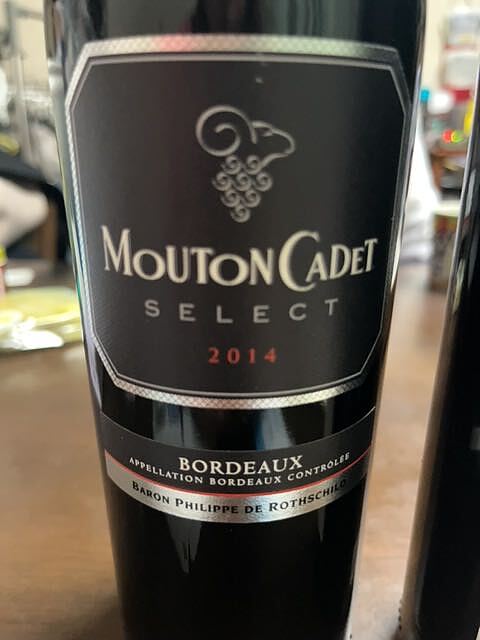 MOUTON CADET
SELECT
2014
BORDEAUX
APPELLATION BORDEAUX CONTRÔLÉE
BARON PHILIPPE DE ROTHSCHILD